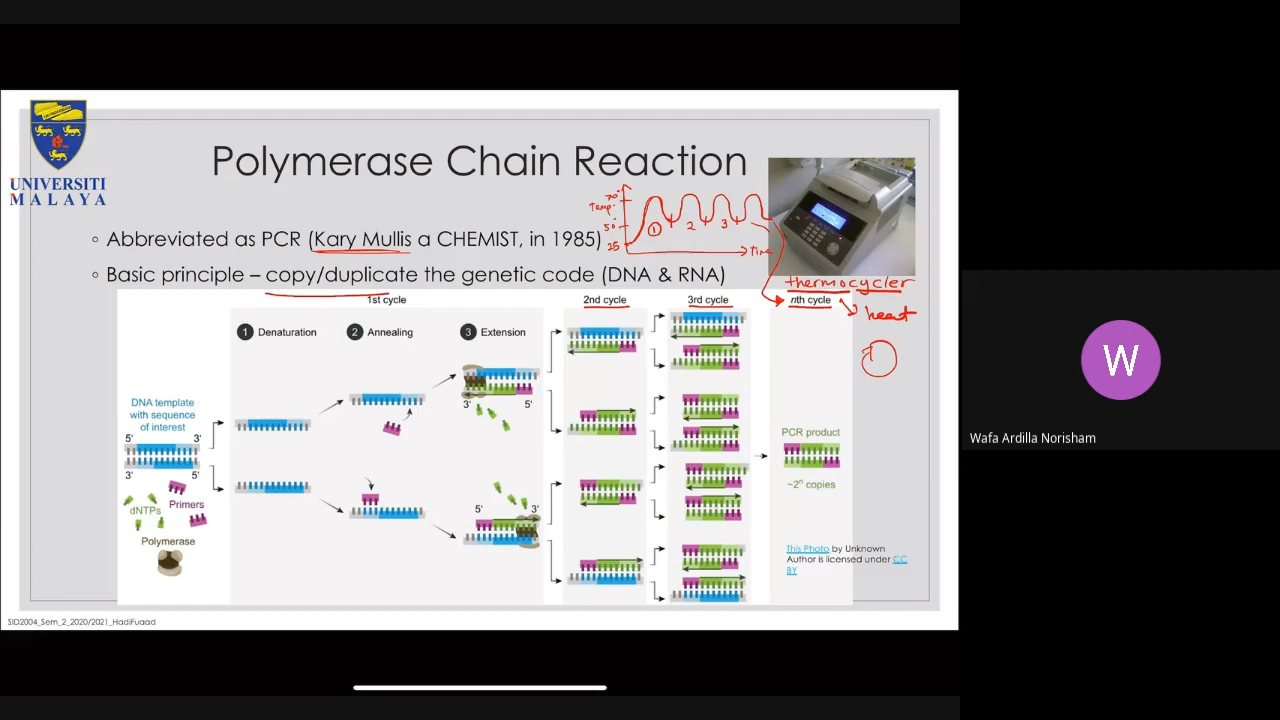 UNIVERSITI
MALAYA
Polymerase Chain Reaction
◦ Abbreviated as PCR (Kary Mullis a CHEMIST, in 1985)
◦ Basic principle – copy/duplicate the genetic code (DNA & RNA)
70°
Temp.
50
25
1
2
3
Time
thermocycler
heat
1st cycle
2nd cycle
3rd cycle
nth cycle
1 Denaturation
2 Annealing
3 Extension
DNA template
with sequence
of interest
5' 3'
3' 5'
dNTPs
Primers
Polymerase
3' 5'
5' 3'
PCR product
~2ⁿ copies
This Photo by Unknown
Author is licensed under CC
BY
SID2004_Sem_2_2020/2021_HadiFuaad
W
Wafa Ardilla Norisham